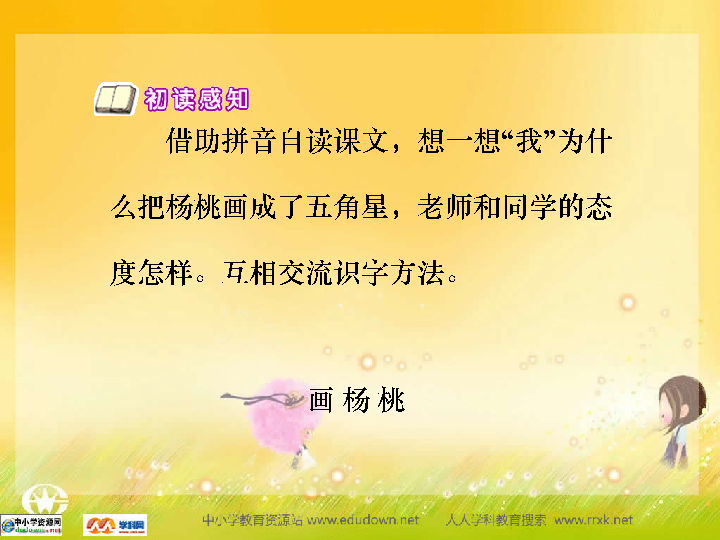 初读感知
借助拼音自读课文，想一想“我”为什
么把杨桃画成了五角星，老师和同学的态
度怎样。互相交流识字方法。
画 杨 桃
中小学资源网 学科网 中小学教育资源站 www.edudown.net 人人学科教育搜索 www.rrxk.net